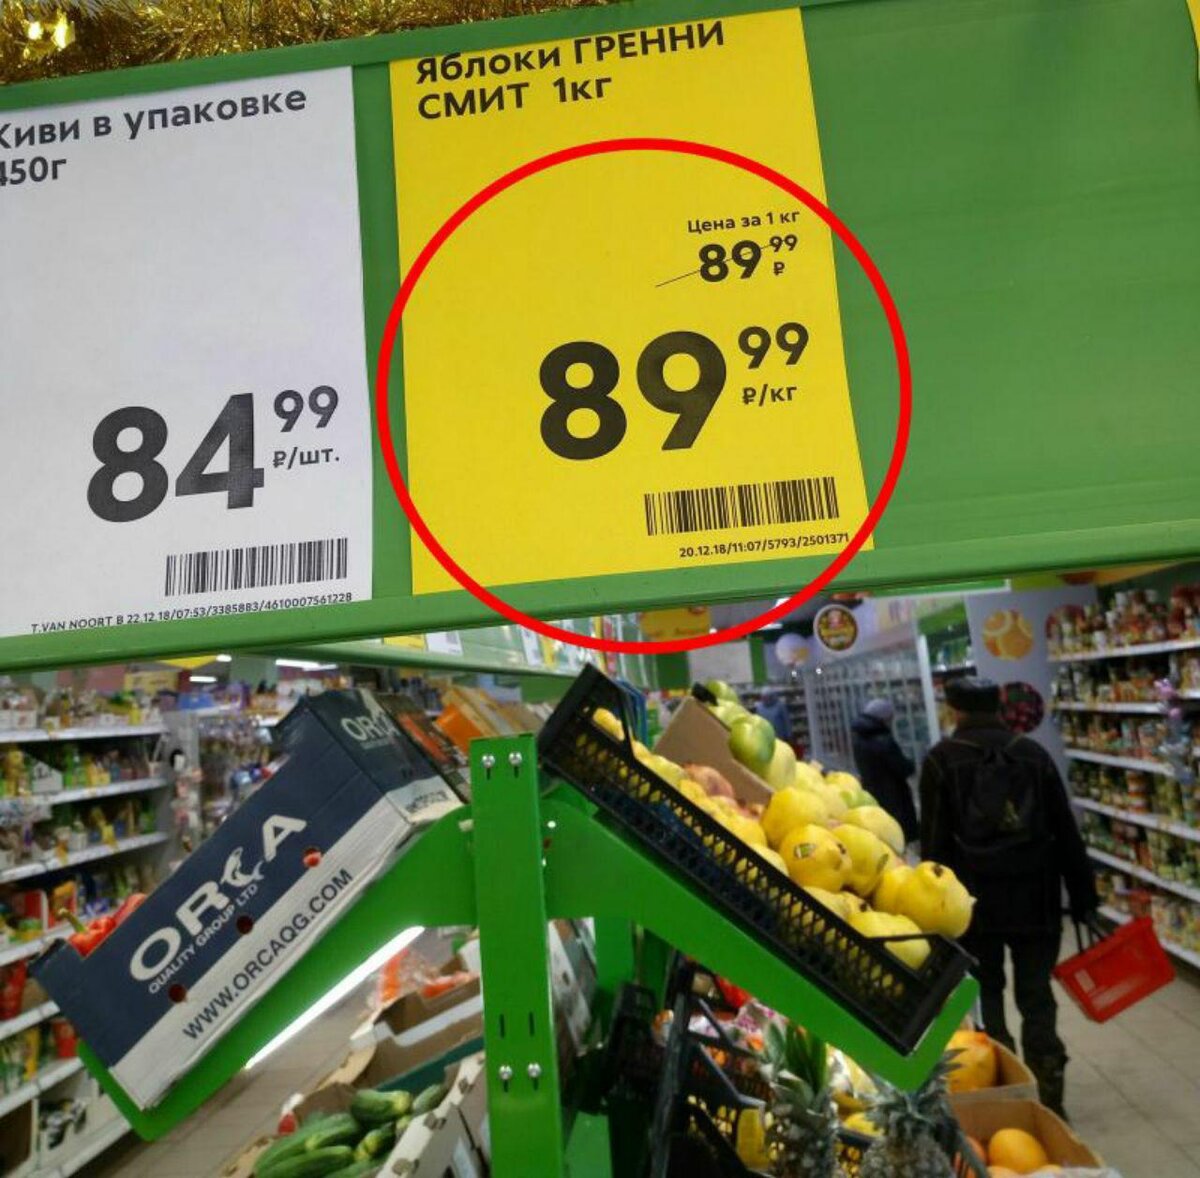 Киви в упаковке
450г
84 99
₽/шт.
T.VAN NOORT B 22.12.18/07:53/3385883/4610007561228
Яблоки ГРЕННИ
СМИТ 1кг
Цена за 1 кг
89 99
₽
89 99
₽/кг
20.12.18/11:07/5793/2501371
ORCA
ORCA
QUALITY GROUP LTD
WWW.ORCAQG.COM